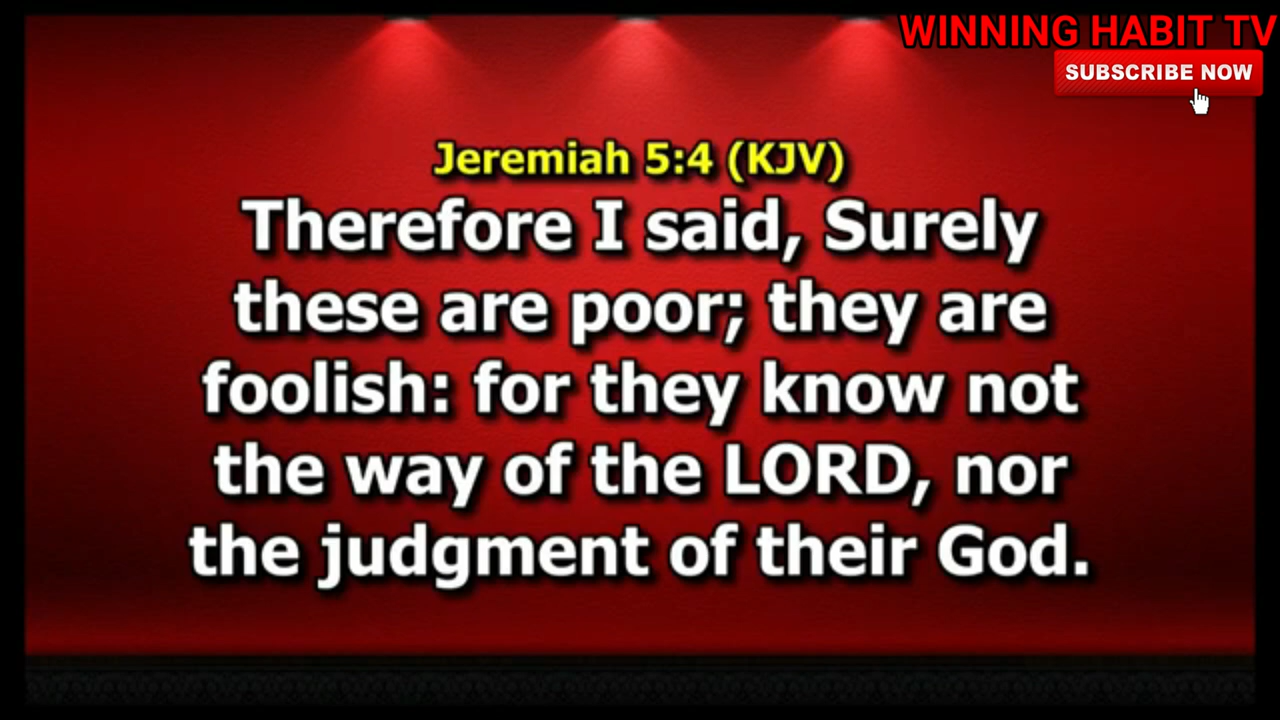 WINNING HABIT TV
SUBSCRIBE NOW
Jeremiah 5:4 (KJV)
Therefore I said, Surely
these are poor; they are
foolish: for they know not
the way of the LORD, nor
the judgment of their God.